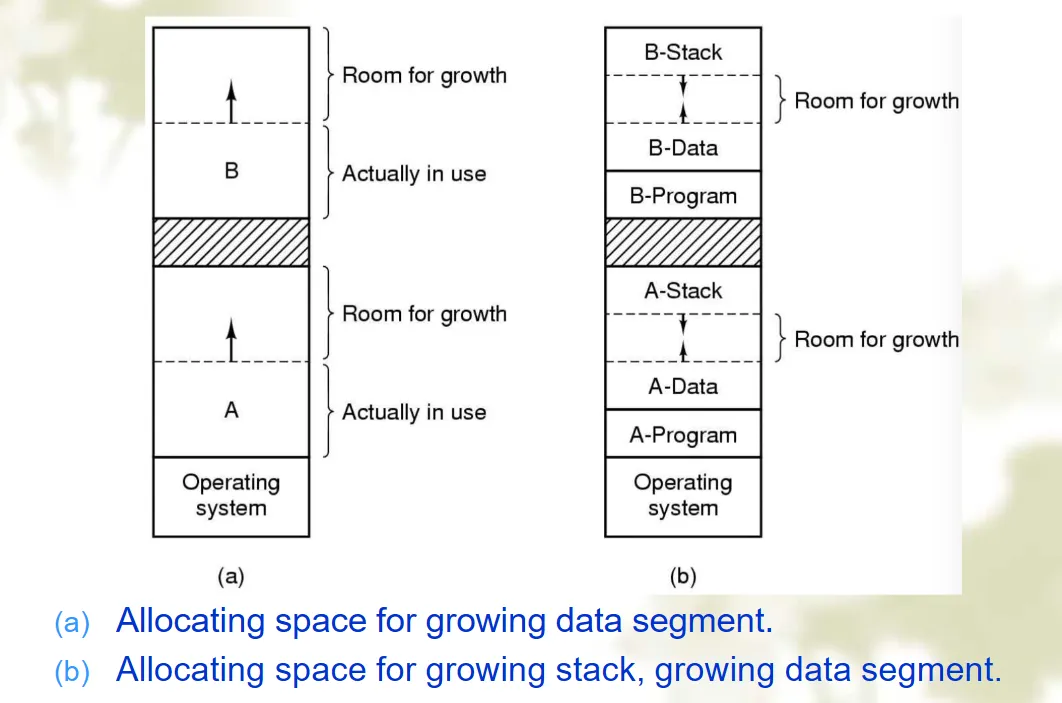 Room for growth
B
Actually in use
Room for growth
A
Actually in use
Operating
system
(a)
B-Stack
Room for growth
B-Data
B-Program
A-Stack
Room for growth
A-Data
A-Program
Operating
system
(b)
(a) Allocating space for growing data segment.
(b) Allocating space for growing stack, growing data segment.